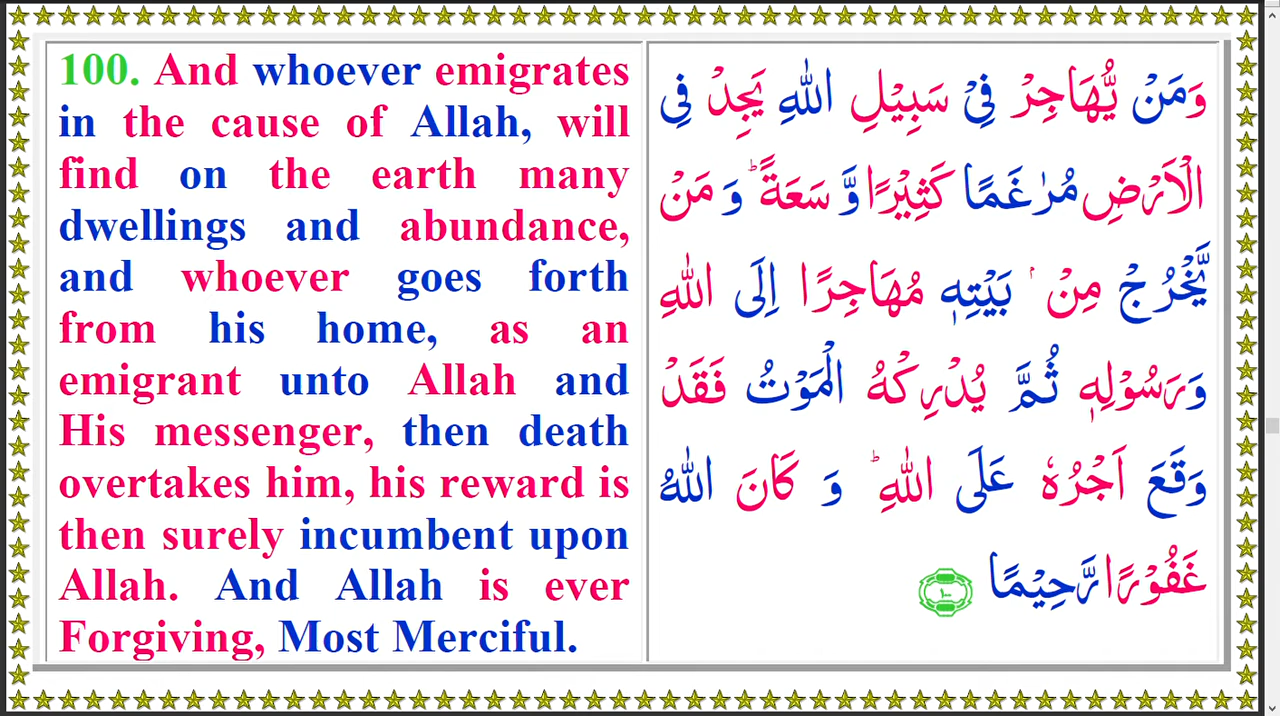 100. And whoever emigrates
in the cause of Allah, will
find on the earth many
dwellings and abundance,
and whoever goes forth
from his home, as an
emigrant unto Allah and
His messenger, then death
overtakes him, his reward is
then surely incumbent upon
Allah. And Allah is ever
Forgiving, Most Merciful.
وَمَنْ يُّهَاجِرْ فِيْ سَبِيْلِ اللّٰهِ يَجِدْ فِى
الْاَرْضِ مُرٰغَمًا كَثِيْرًا وَّ سَعَةً ؕ وَ مَنْ
يَّخْرُجْ مِنْۢ بَيْتِهٖ مُهَاجِرًا اِلَى اللّٰهِ
وَرَسُوْلِهٖ ثُمَّ يُدْرِكْهُ الْمَوْتُ فَقَدْ
وَقَعَ اَجْرُهٗ عَلَى اللّٰهِ ؕ وَ كَانَ اللّٰهُ
غَفُوْرًا رَّحِيْمًا ١٠٠